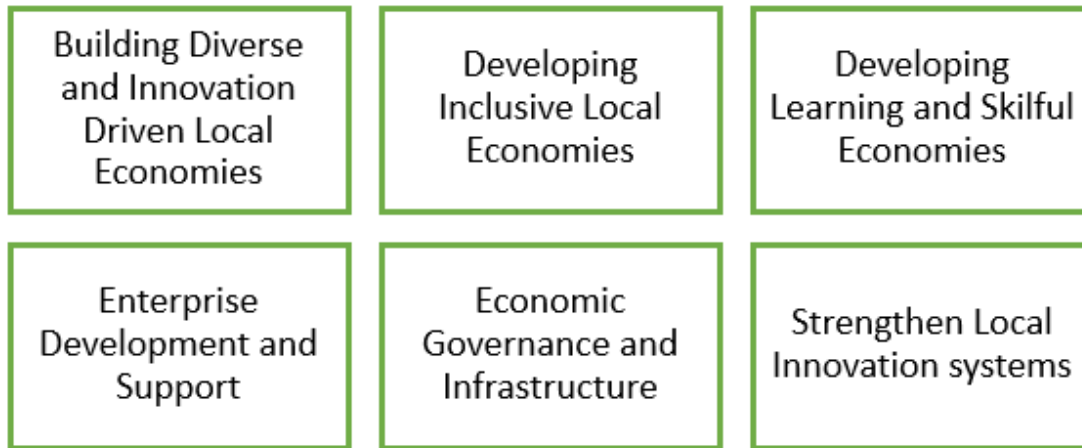 Building Diverse
and Innovation
Driven Local
Economies
Developing
Inclusive Local
Economies
Developing
Learning and Skilful
Economies
Enterprise
Development and
Support
Economic
Governance and
Infrastructure
Strengthen Local
Innovation systems